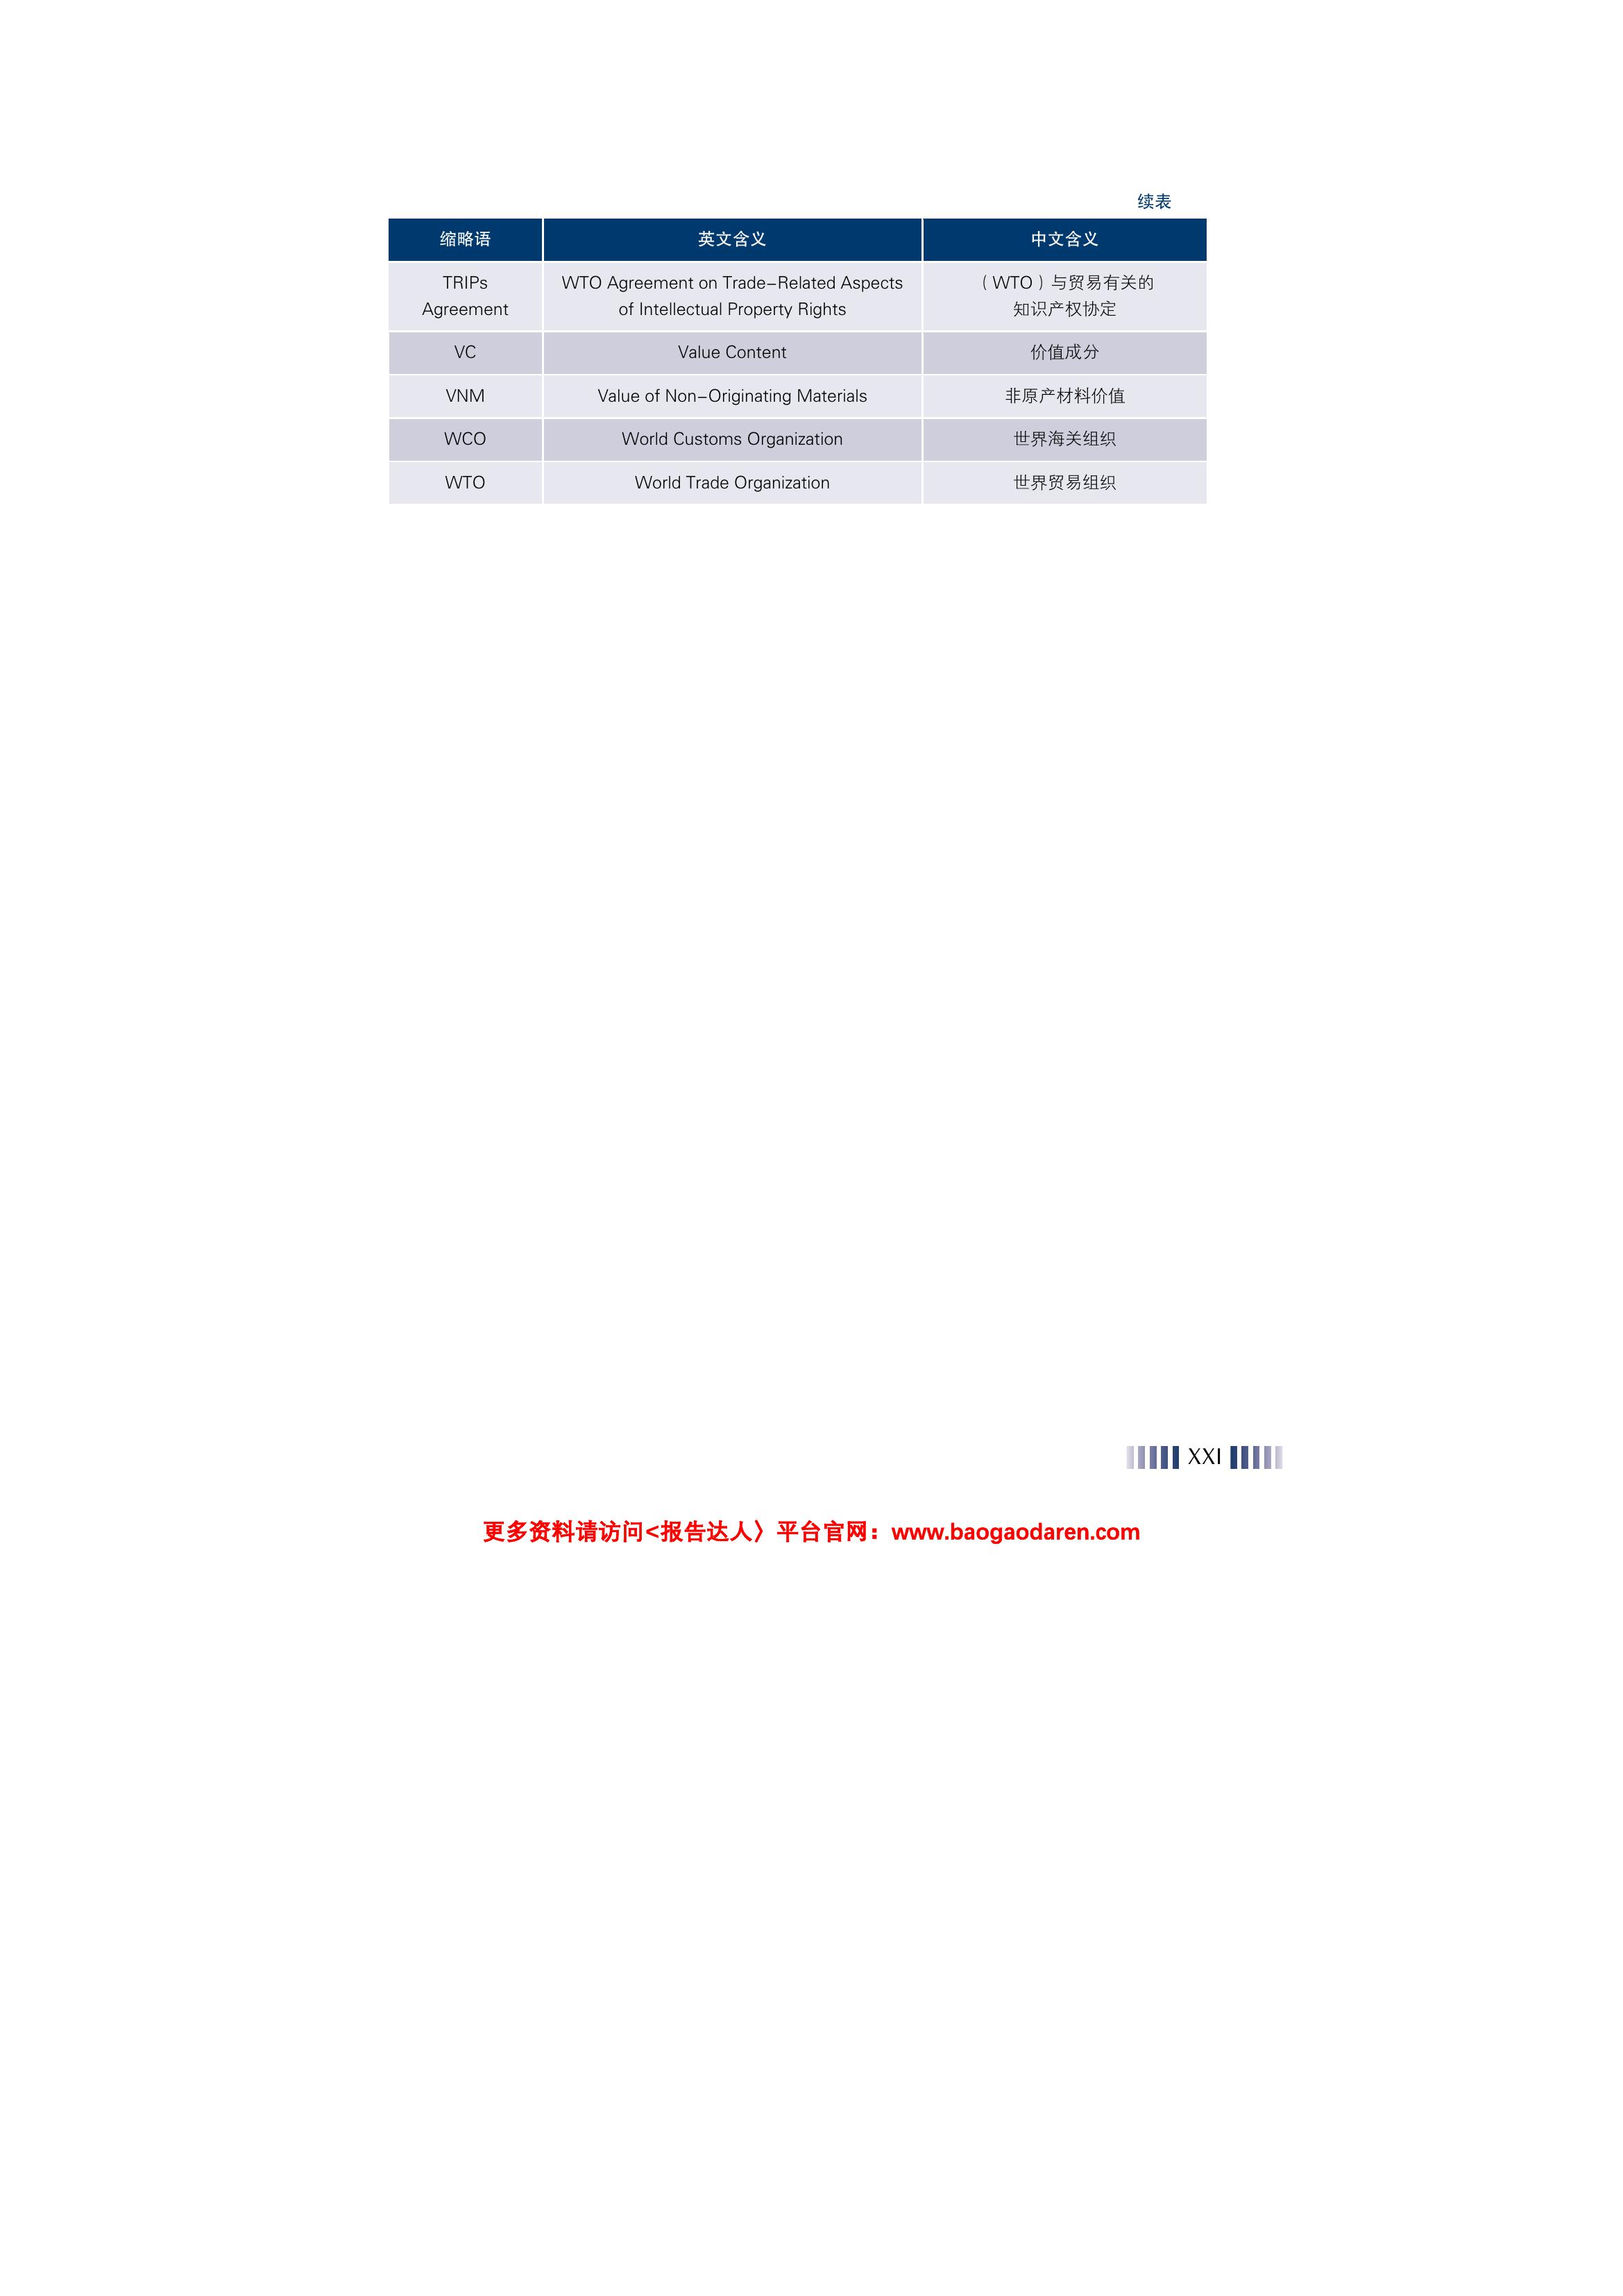 续表
缩略语 英文含义 中文含义
TRIPs Agreement WTO Agreement on Trade–Related Aspects of Intellectual Property Rights （WTO）与贸易有关的知识产权协定
VC Value Content 价值成分
VNM Value of Non–Originating Materials 非原产材料价值
WCO World Customs Organization 世界海关组织
WTO World Trade Organization 世界贸易组织
XXI
更多资料请访问<报告达人〉平台官网：www.baogaodaren.com